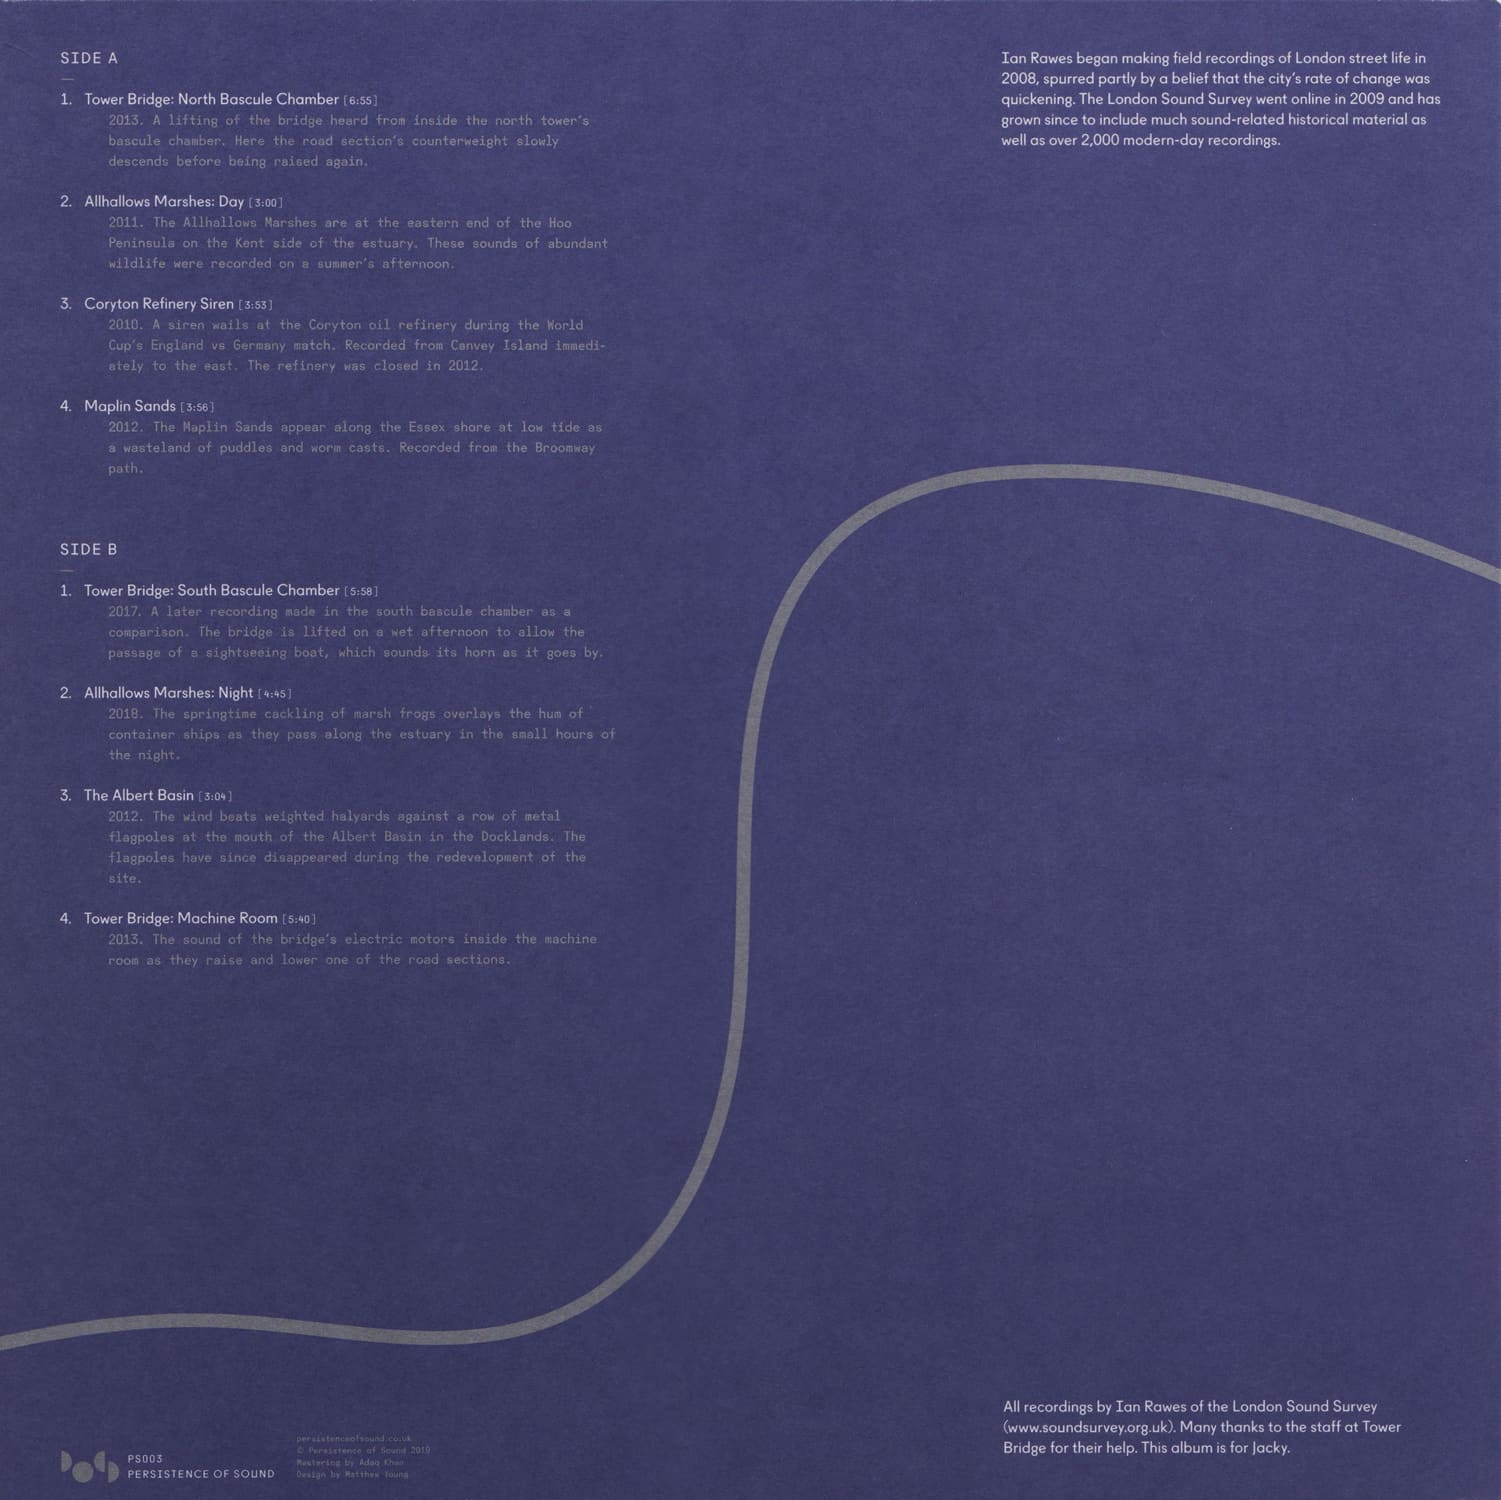 SIDE A
1. Tower Bridge: North Bascule Chamber [6:55]
2013. A lifting of the bridge heard from inside the north tower's
bascule chamber. Here the road section's counterweight slowly
descends before being raised again.
2. Allhallows Marshes: Day [3:00]
2011. The Allhallows Marshes are at the eastern end of the Hoo
Peninsula on the Kent side of the estuary. These sounds of abundant
wildlife were recorded on a summer's afternoon.
3. Coryton Refinery Siren [3:53]
2010. A siren wails at the Coryton oil refinery during the World
Cup's England vs Germany match. Recorded from Canvey Island immedi-
ately to the east. The refinery was closed in 2012.
4. Maplin Sands [3:56]
2012. The Maplin Sands appear along the Essex shore at low tide as
a wasteland of puddles and worm casts. Recorded from the Broomway
path.
SIDE B
1. Tower Bridge: South Bascule Chamber [5:58]
2017. A later recording made in the south bascule chamber as a
comparison. The bridge is lifted on a wet afternoon to allow the
passage of a sightseeing boat, which sounds its horn as it goes by.
2. Allhallows Marshes: Night [4:45]
2018. The springtime cackling of marsh frogs overlays the hum of
container ships as they pass along the estuary in the small hours of
the night.
3. The Albert Basin [3:04]
2012. The wind beats weighted halyards against a row of metal
flagpoles at the mouth of the Albert Basin in the Docklands. The
flagpoles have since disappeared during the redevelopment of the
site.
4. Tower Bridge: Machine Room [5:40]
2013. The sound of the bridge's electric motors inside the machine
room as they raise and lower one of the road sections.
Ian Rawes began making field recordings of London street life in
2008, spurred partly by a belief that the city's rate of change was
quickening. The London Sound Survey went online in 2009 and has
grown since to include much sound-related historical material as
well as over 2,000 modern-day recordings.
All recordings by Ian Rawes of the London Sound Survey
(www.soundsurvey.org.uk). Many thanks to the staff at Tower
Bridge for their help. This album is for Jacky.
PS003
PERSISTENCE OF SOUND
persistenceofsound.co.uk
© Persistence of Sound 2019
Mastering by Adaq Khan
Design by Matthew Young